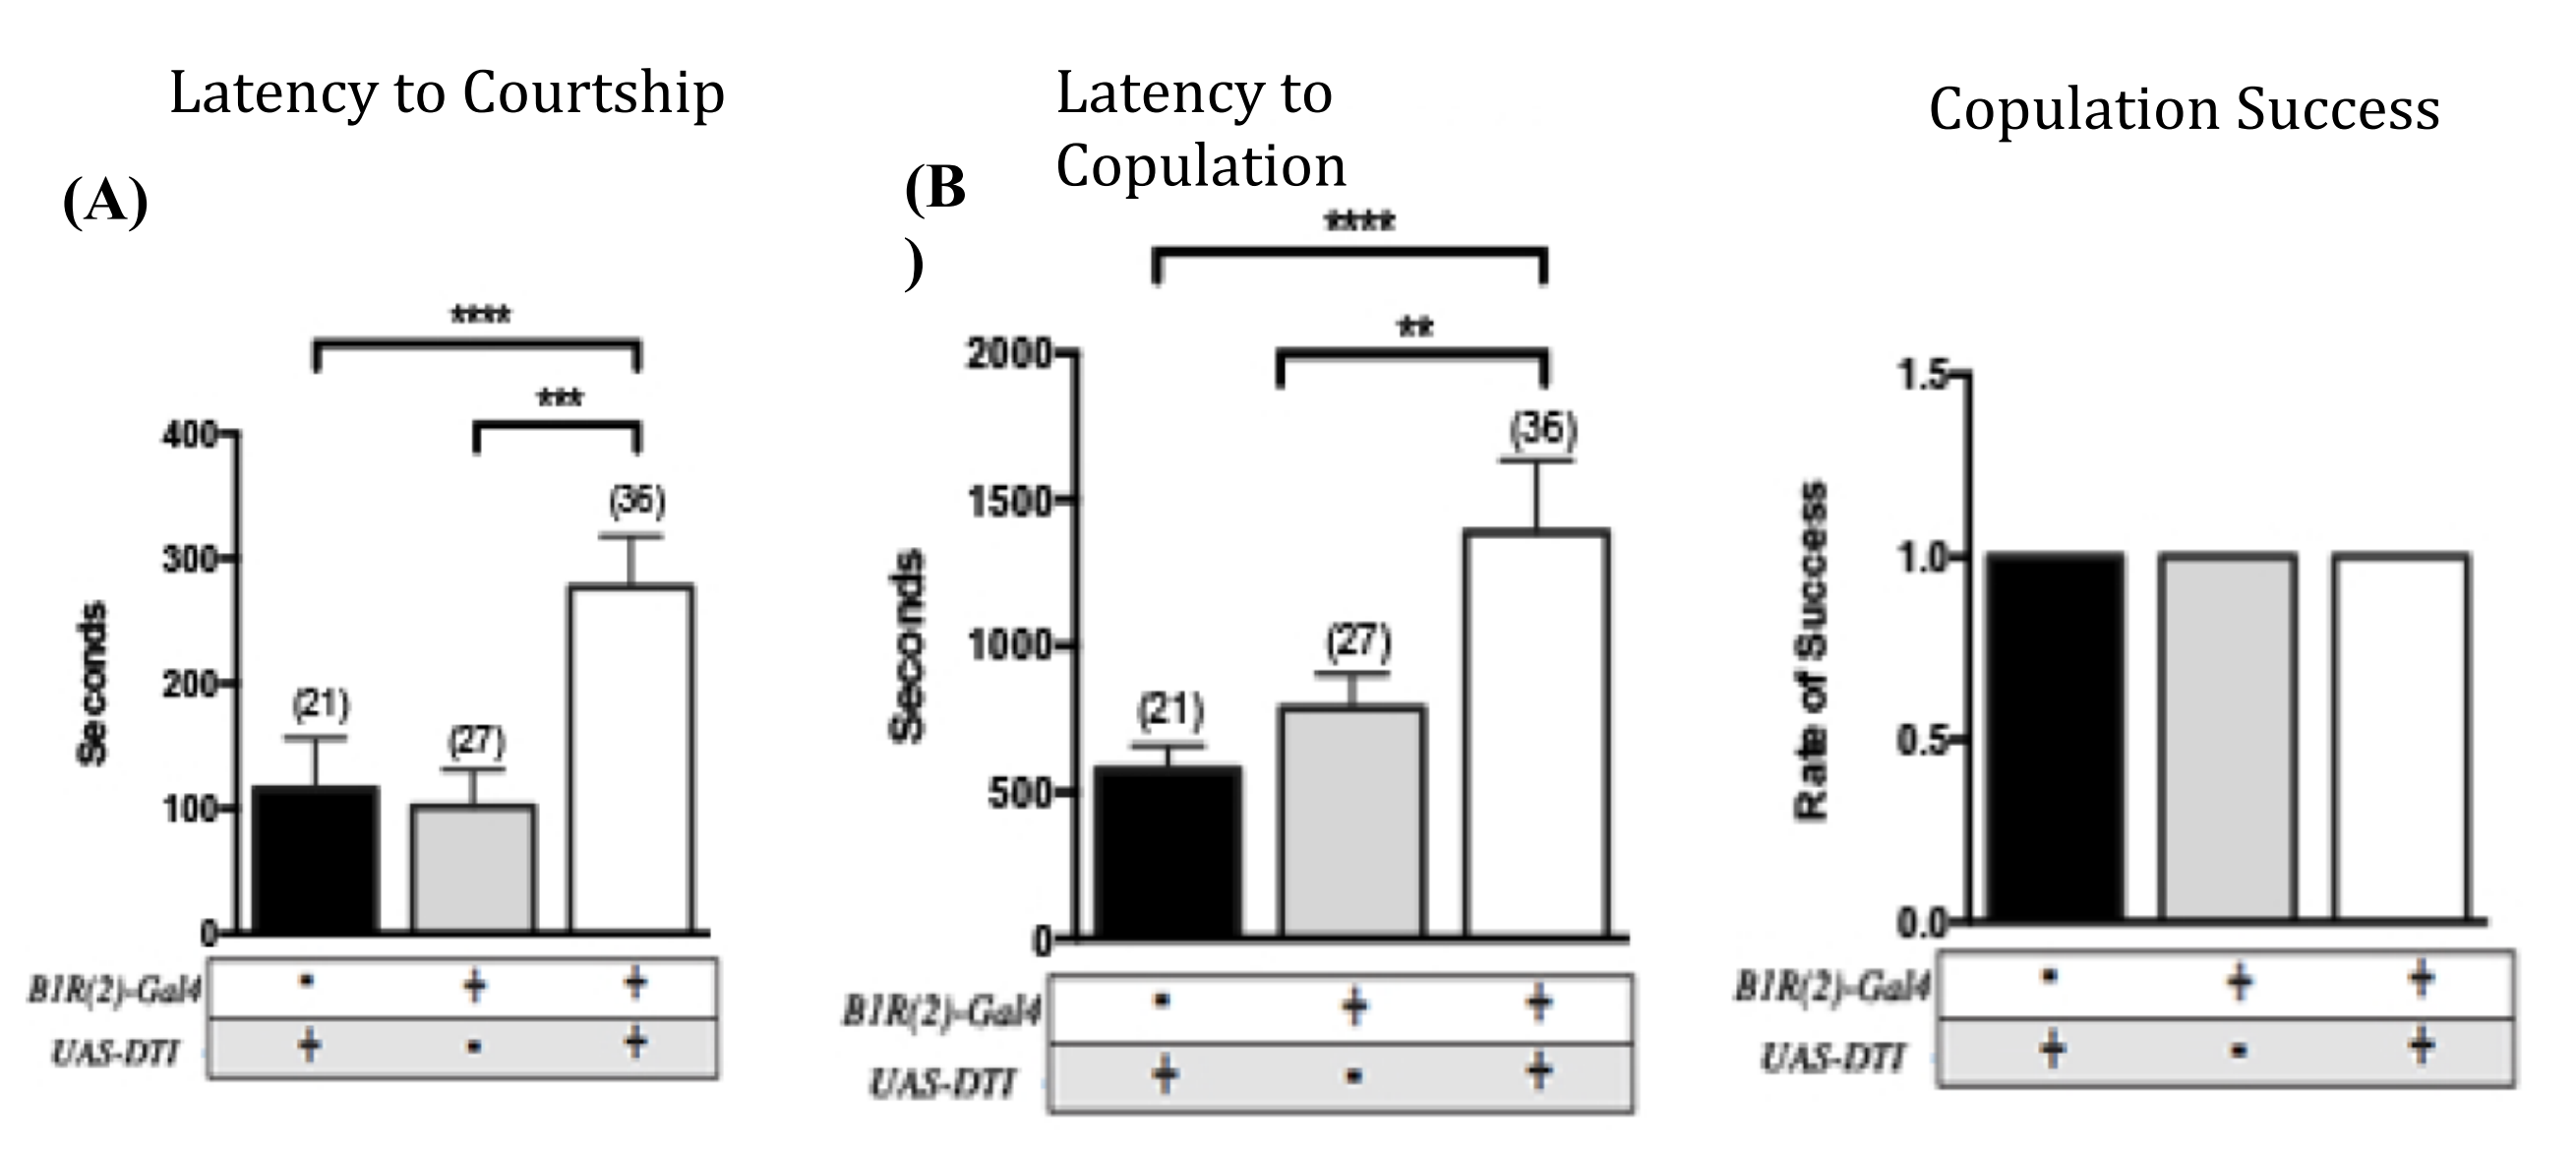 Latency to Courtship
(A)
****
***
400
300
200
100
0
Seconds
(21)
(27)
(36)
B1R(2)-Gal4 - + +
UAS-DTI + - +
Latency to
Copulation
(B
)
****
**
2000
1500
1000
500
0
Seconds
(21)
(27)
(36)
B1R(2)-Gal4 - + +
UAS-DTI + - +
Copulation Success
1.5
1.0
0.5
0.0
Rate of Success
B1R(2)-Gal4 - + +
UAS-DTI + - +